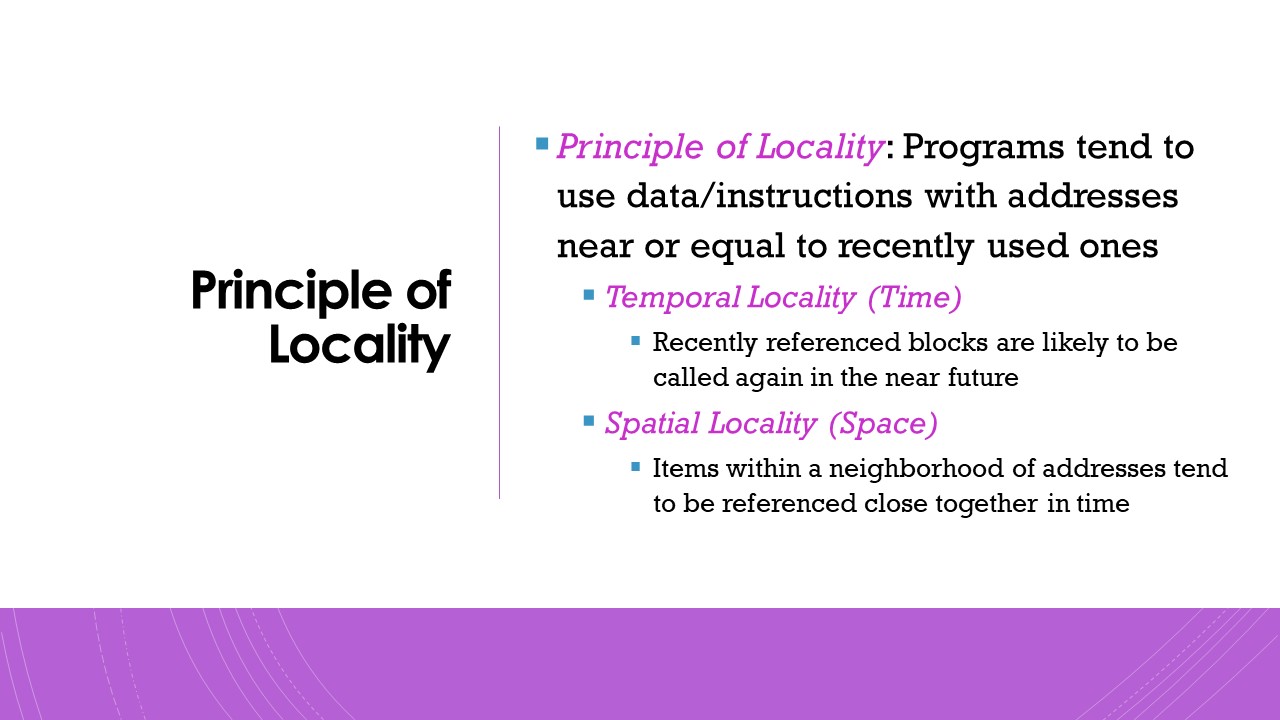 Principle of
Locality
Principle of Locality: Programs tend to
use data/instructions with addresses
near or equal to recently used ones
Temporal Locality (Time)
Recently referenced blocks are likely to be
called again in the near future
Spatial Locality (Space)
Items within a neighborhood of addresses tend
to be referenced close together in time